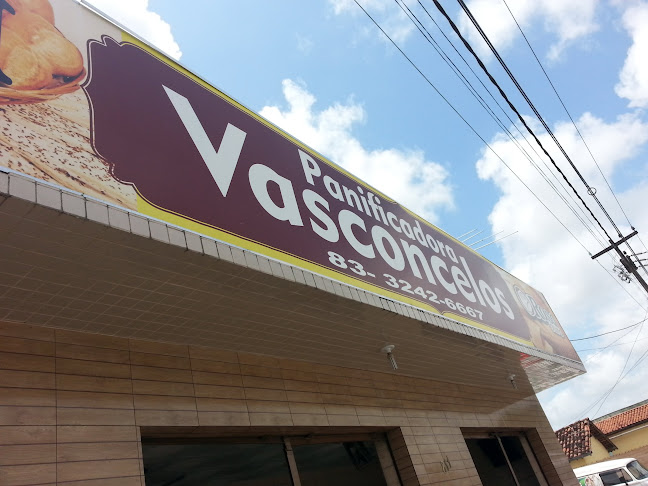 Panificadora
Vasconcelos
83- 3242-6667